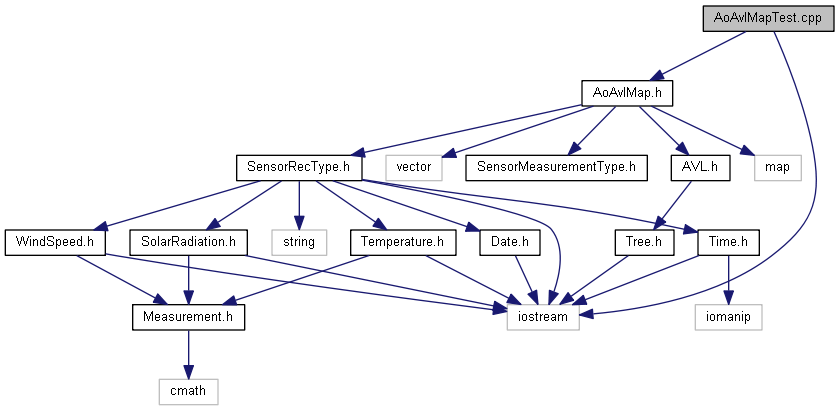 AoAvlMapTest.cpp
AoAvlMap.h
SensorRecType.h
vector
SensorMeasurementType.h
AVL.h
map
WindSpeed.h
SolarRadiation.h
string
Temperature.h
Date.h
Tree.h
Time.h
Measurement.h
iostream
iomanip
cmath